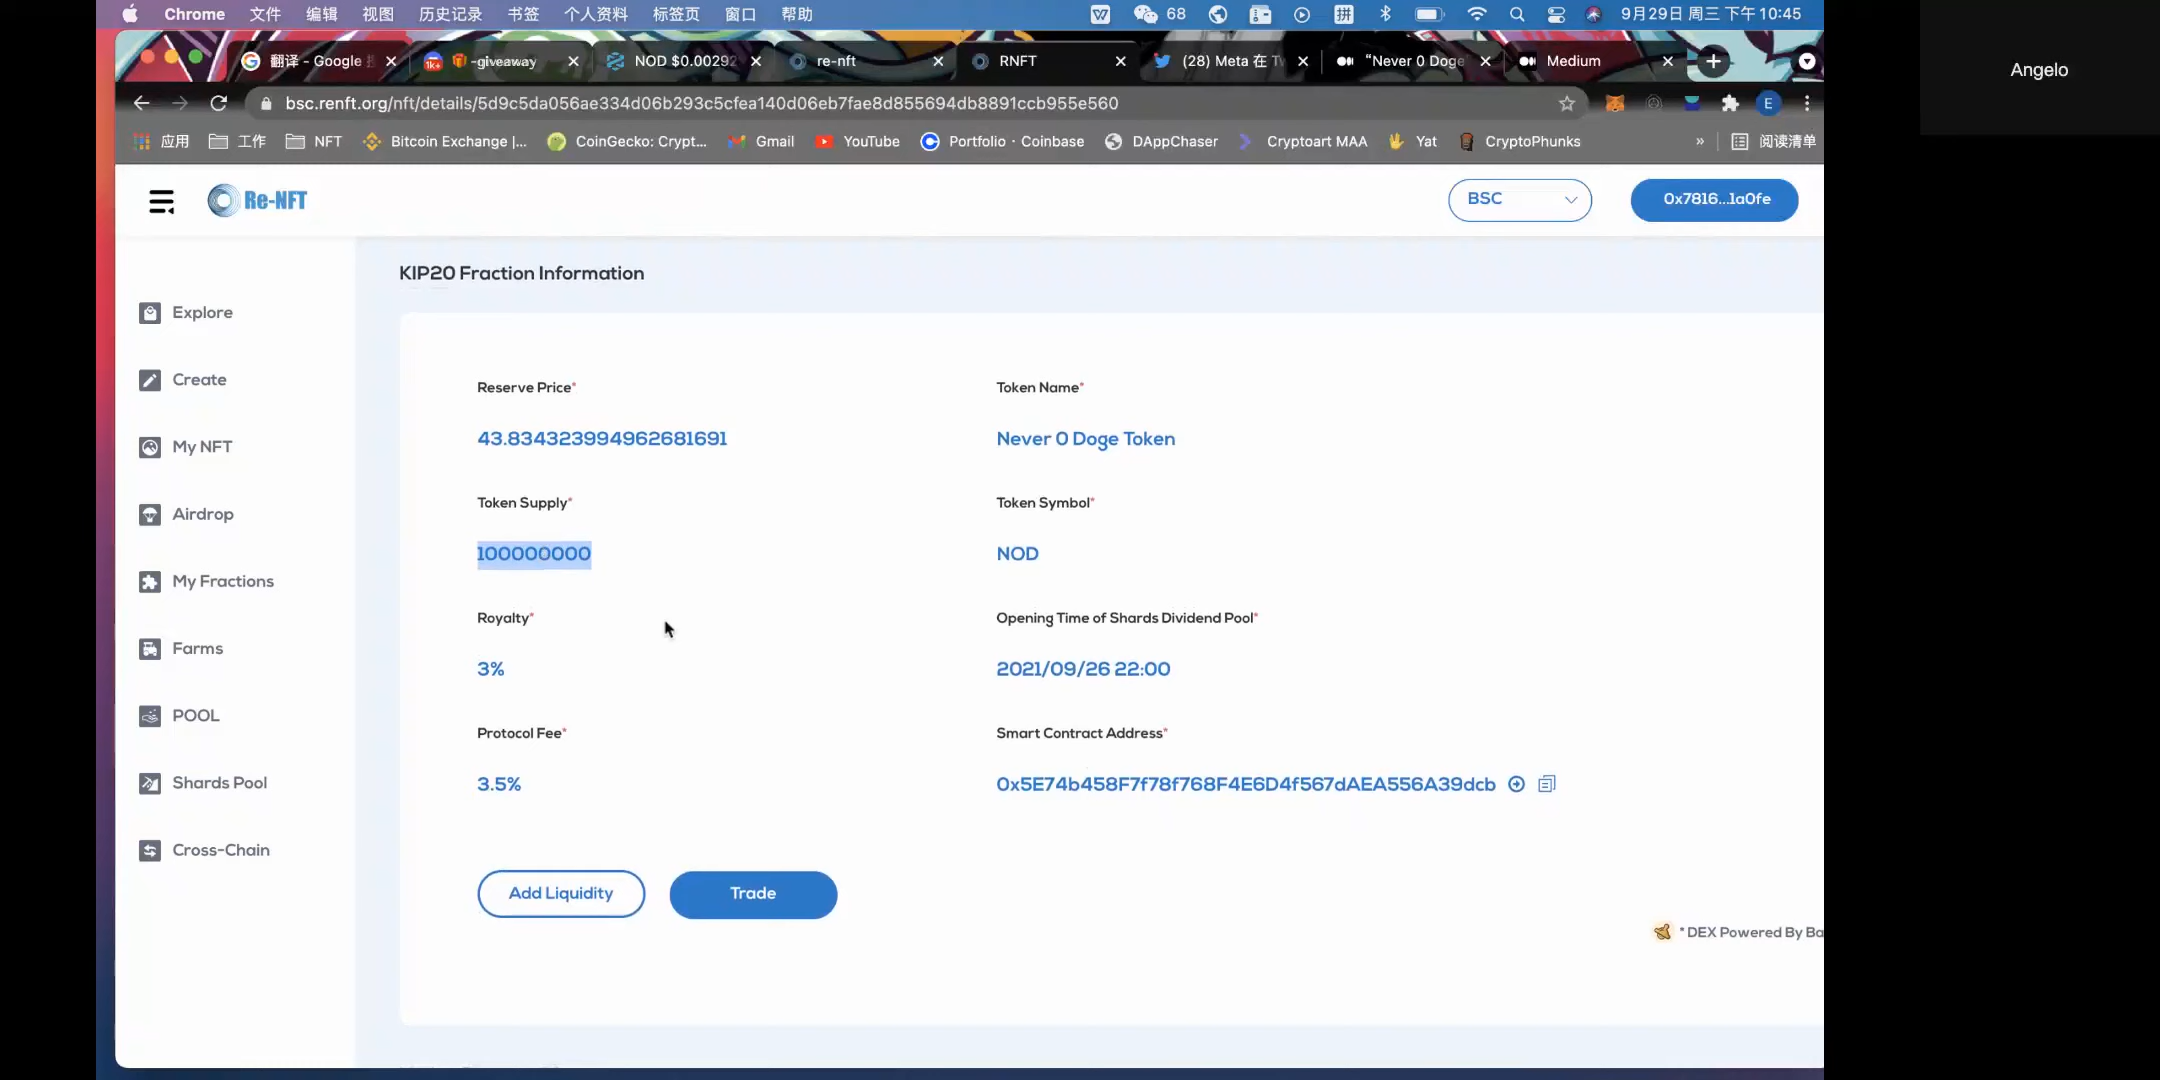 Chrome 文件 编辑 视图 历史记录 书签 个人资料 标签页 窗口 帮助 68 拼 9月29日 周三 下午10:45
翻译 - Google 1k+ -giveaway NOD $0.00292 re-nft RNFT (28) Meta 在 "Never 0 Doge Medium
bsc.renft.org/nft/details/5d9c5da056ae334d06b293c5cfea140d06eb7fae8d855694db8891ccb955e560 E
应用 工作 NFT Bitcoin Exchange |... CoinGecko: Crypt... Gmail YouTube Portfolio · Coinbase DAppChaser Cryptoart MAA Yat CryptoPhunks » 阅读清单
Angelo
Re-NFT BSC 0x7816...1a0fe
Explore
Create
My NFT
Airdrop
My Fractions
Farms
POOL
Shards Pool
Cross-Chain
KIP20 Fraction Information
Reserve Price*
43.834323994962681691
Token Name*
Never 0 Doge Token
Token Supply*
100000000
Token Symbol*
NOD
Royalty*
3%
Opening Time of Shards Dividend Pool*
2021/09/26 22:00
Protocol Fee*
3.5%
Smart Contract Address*
0x5E74b458F7f78f768F4E6D4f567dAEA556A39dcb
Add Liquidity Trade
* DEX Powered By Ba